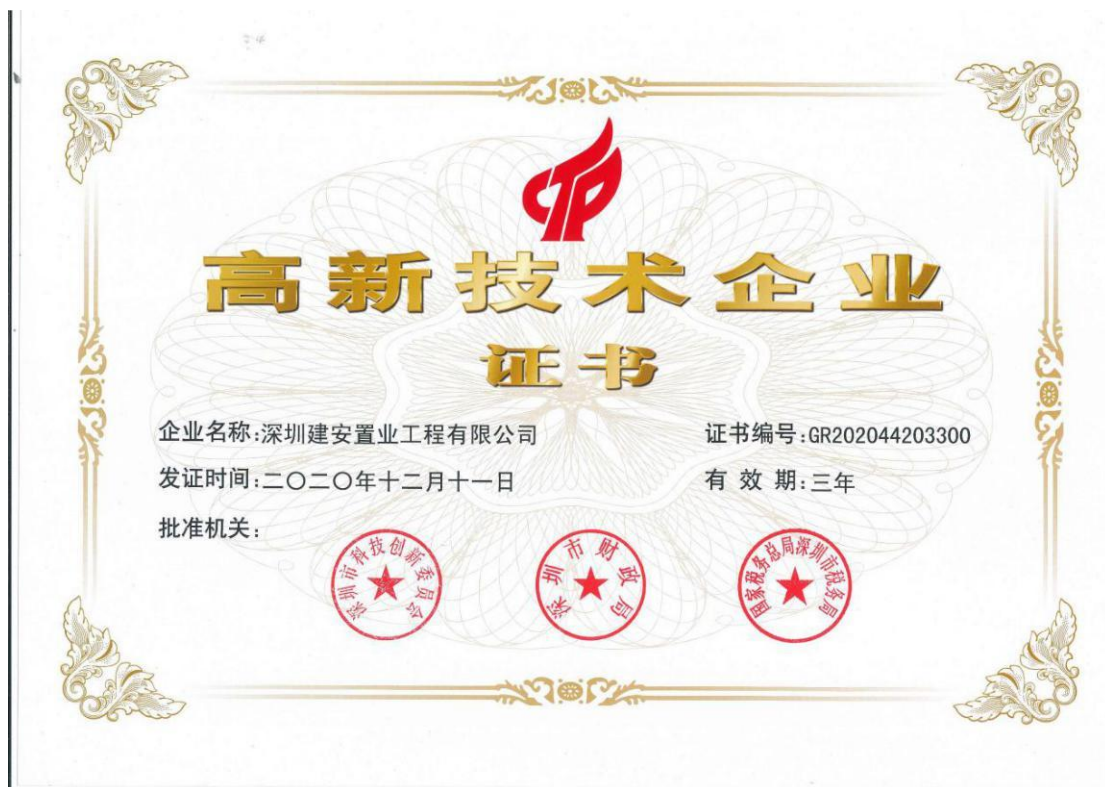 高新技术企业
证书
企业名称:深圳建安置业工程有限公司
证书编号:GR202044203300
发证时间:二〇二〇年十二月十一日
有效期:三年
批准机关:
深圳市科技创新委员会
深圳市财政局
国家税务总局深圳市税务局